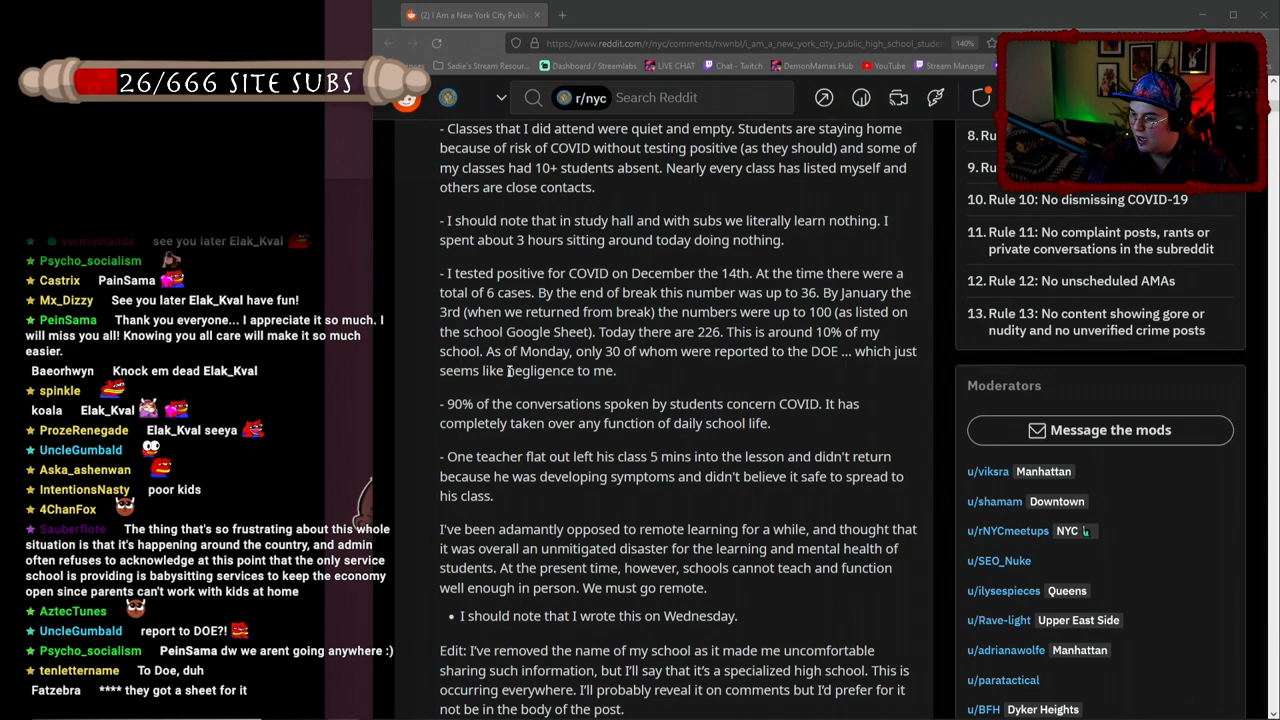 (2) I Am a New York City Publi
https://www.reddit.com/r/nyc/comments/rxwnbl/i_am_a_new_york_city_public_high_school_stude
140%
Sadie's Stream Resour...
Dashboard / Streamlabs
LIVE CHAT
Chat - Twitch
DemonMamas Hub
YouTube
Stream Manager
26/666 SITE SUBS
r/nyc
Search Reddit
see you later Elak_Kval
Psycho_socialism
Castrix PainSama
Mx_Dizzy See you later Elak_Kval have fun!
PeinSama Thank you everyone... I appreciate it so much. I
will miss you all! Knowing you all care will make it so much
easier.
Baeorhwyn Knock em dead Elak_Kval
spinkle
koala Elak_Kval
ProzeRenegade Elak_Kval seeya
UncleGumbald
Aska_ashenwan
IntentionsNasty poor kids
4ChanFox
Sauberflote The thing that's so frustrating about this whole
situation is that it's happening around the country, and admin
often refuses to acknowledge at this point that the only service
school is providing is babysitting services to keep the economy
open since parents can't work with kids at home
AztecTunes
UncleGumbald report to DOE?!
Psycho_socialism PeinSama dw we arent going anywhere :)
tenlettername To Doe, duh
Fatzebra **** they got a sheet for it
- Classes that I did attend were quiet and empty. Students are staying home
because of risk of COVID without testing positive (as they should) and some of
my classes had 10+ students absent. Nearly every class has listed myself and
others are close contacts.
- I should note that in study hall and with subs we literally learn nothing. I
spent about 3 hours sitting around today doing nothing.
- I tested positive for COVID on December the 14th. At the time there were a
total of 6 cases. By the end of break this number was up to 36. By January the
3rd (when we returned from break) the numbers were up to 100 (as listed on
the school Google Sheet). Today there are 226. This is around 10% of my
school. As of Monday, only 30 of whom were reported to the DOE ... which just
seems like negligence to me.
- 90% of the conversations spoken by students concern COVID. It has
completely taken over any function of daily school life.
- One teacher flat out left his class 5 mins into the lesson and didn't return
because he was developing symptoms and didn't believe it safe to spread to
his class.
I've been adamantly opposed to remote learning for a while, and thought that
it was overall an unmitigated disaster for the learning and mental health of
students. At the present time, however, schools cannot teach and function
well enough in person. We must go remote.
• I should note that I wrote this on Wednesday.
Edit: I've removed the name of my school as it made me uncomfortable
sharing such information, but I'll say that it's a specialized high school. This is
occurring everywhere. I'll probably reveal it on comments but I'd prefer for it
not be in the body of the post.
8. Rule
9. Rule
10. Rule 10: No dismissing COVID-19
11. Rule 11: No complaint posts, rants or
private conversations in the subreddit
12. Rule 12: No unscheduled AMAs
13. Rule 13: No content showing gore or
nudity and no unverified crime posts
Moderators
Message the mods
u/viksra Manhattan
u/shamam Downtown
u/rNYCmeetups NYC
u/SEO_Nuke
u/ilysespieces Queens
u/Rave-light Upper East Side
u/adrianawolfe Manhattan
u/paratactical
u/BFH Dyker Heights